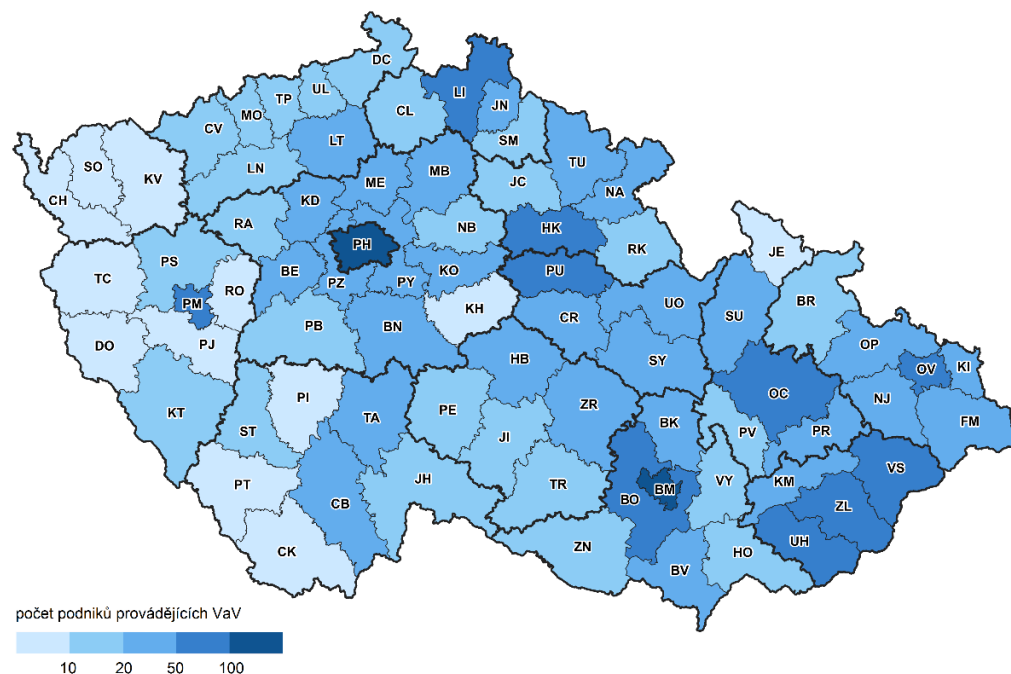 DC
LI
UL
TP
JN
CL
MO
CV
LT
SM
TU
SO
LN
MB
KV
ME
JC
NA
CH
KD
RA
NB
HK
PH
RK
JE
PS
BE
KO
PU
TC
RO
PZ
PY
BR
PM
KH
UO
CR
SU
PB
BN
DO
PJ
OP
HB
SY
KI
OV
OC
PI
NJ
ZR
KT
ST
TA
PE
BK
FM
JI
PV
PR
VS
JH
TR
BO
BM
VY
KM
PT
CB
ZL
UH
ZN
CK
HO
BV
počet podniků provádějících VaV
10 20 50 100